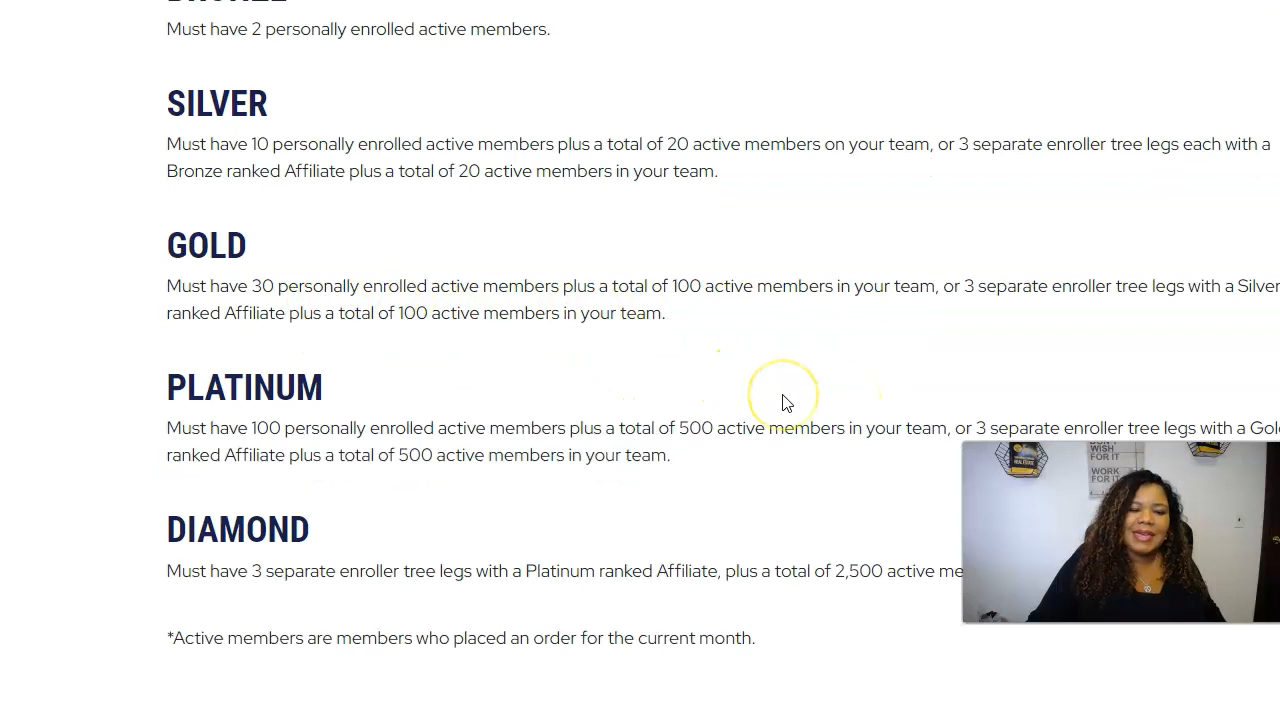 Must have 2 personally enrolled active members.
SILVER
Must have 10 personally enrolled active members plus a total of 20 active members on your team, or 3 separate enroller tree legs each with a
Bronze ranked Affiliate plus a total of 20 active members in your team.
GOLD
Must have 30 personally enrolled active members plus a total of 100 active members in your team, or 3 separate enroller tree legs with a Silver
ranked Affiliate plus a total of 100 active members in your team.
PLATINUM
Must have 100 personally enrolled active members plus a total of 500 active members in your team, or 3 separate enroller tree legs with a
ranked Affiliate plus a total of 500 active members in your team.
WISH
FOR IT
WORK
FOR IT
DIAMOND
Must have 3 separate enroller tree legs with a Platinum ranked Affiliate, plus a total of 2,500 active
*Active members are members who placed an order for the current month.